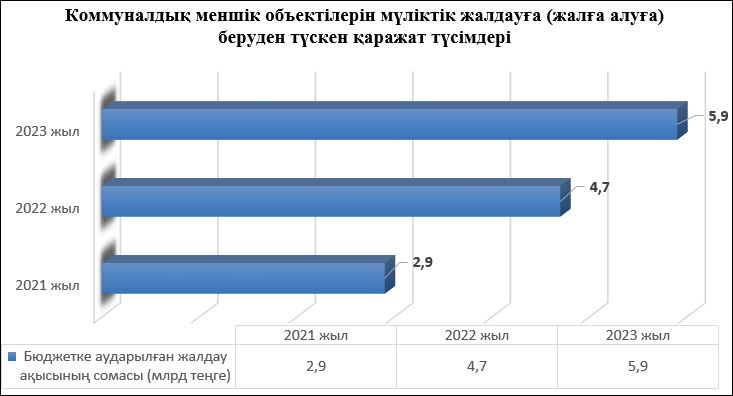 Коммуналдық меншік объектілерін мүліктік жалдауға (жалға алуға)
беруден түскен қаражат түсімдері
2023 жыл
5,9
2022 жыл
4,7
2021 жыл
2,9
2021 жыл 2022 жыл 2023 жыл
Бюджетке аударылған жалдау
ақысының сомасы (млрд теңге)
2,9 4,7 5,9